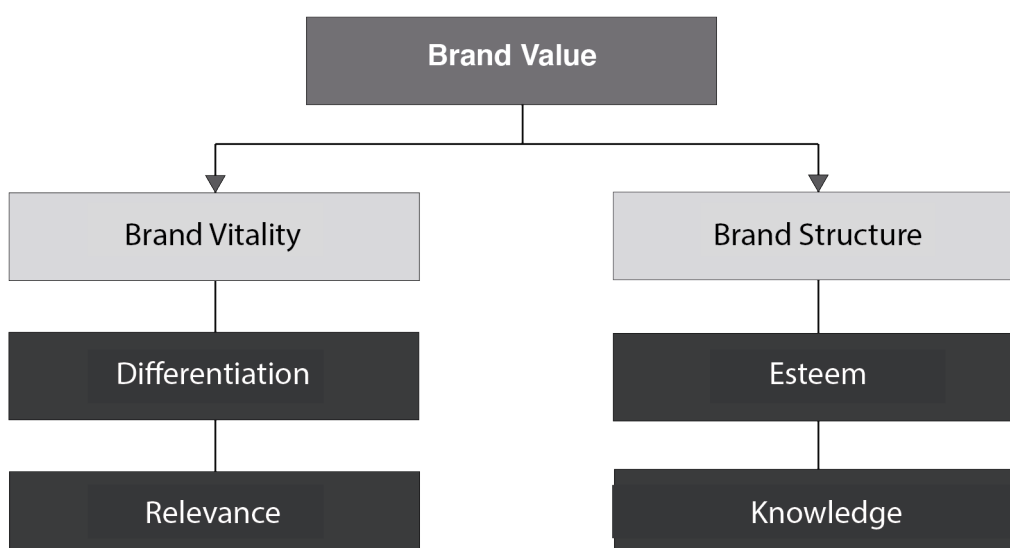 Brand Value
Brand Vitality
Brand Structure
Differentiation
Esteem
Relevance
Knowledge